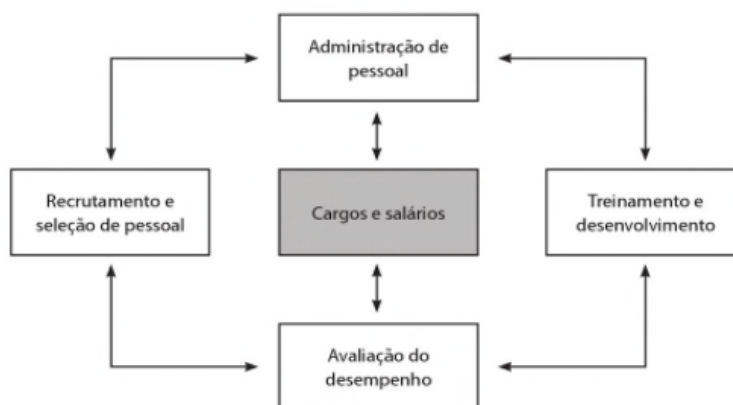 Administração de
pessoal
Recrutamento e
seleção de pessoal
Cargos e salários
Treinamento e
desenvolvimento
Avaliação do
desempenho